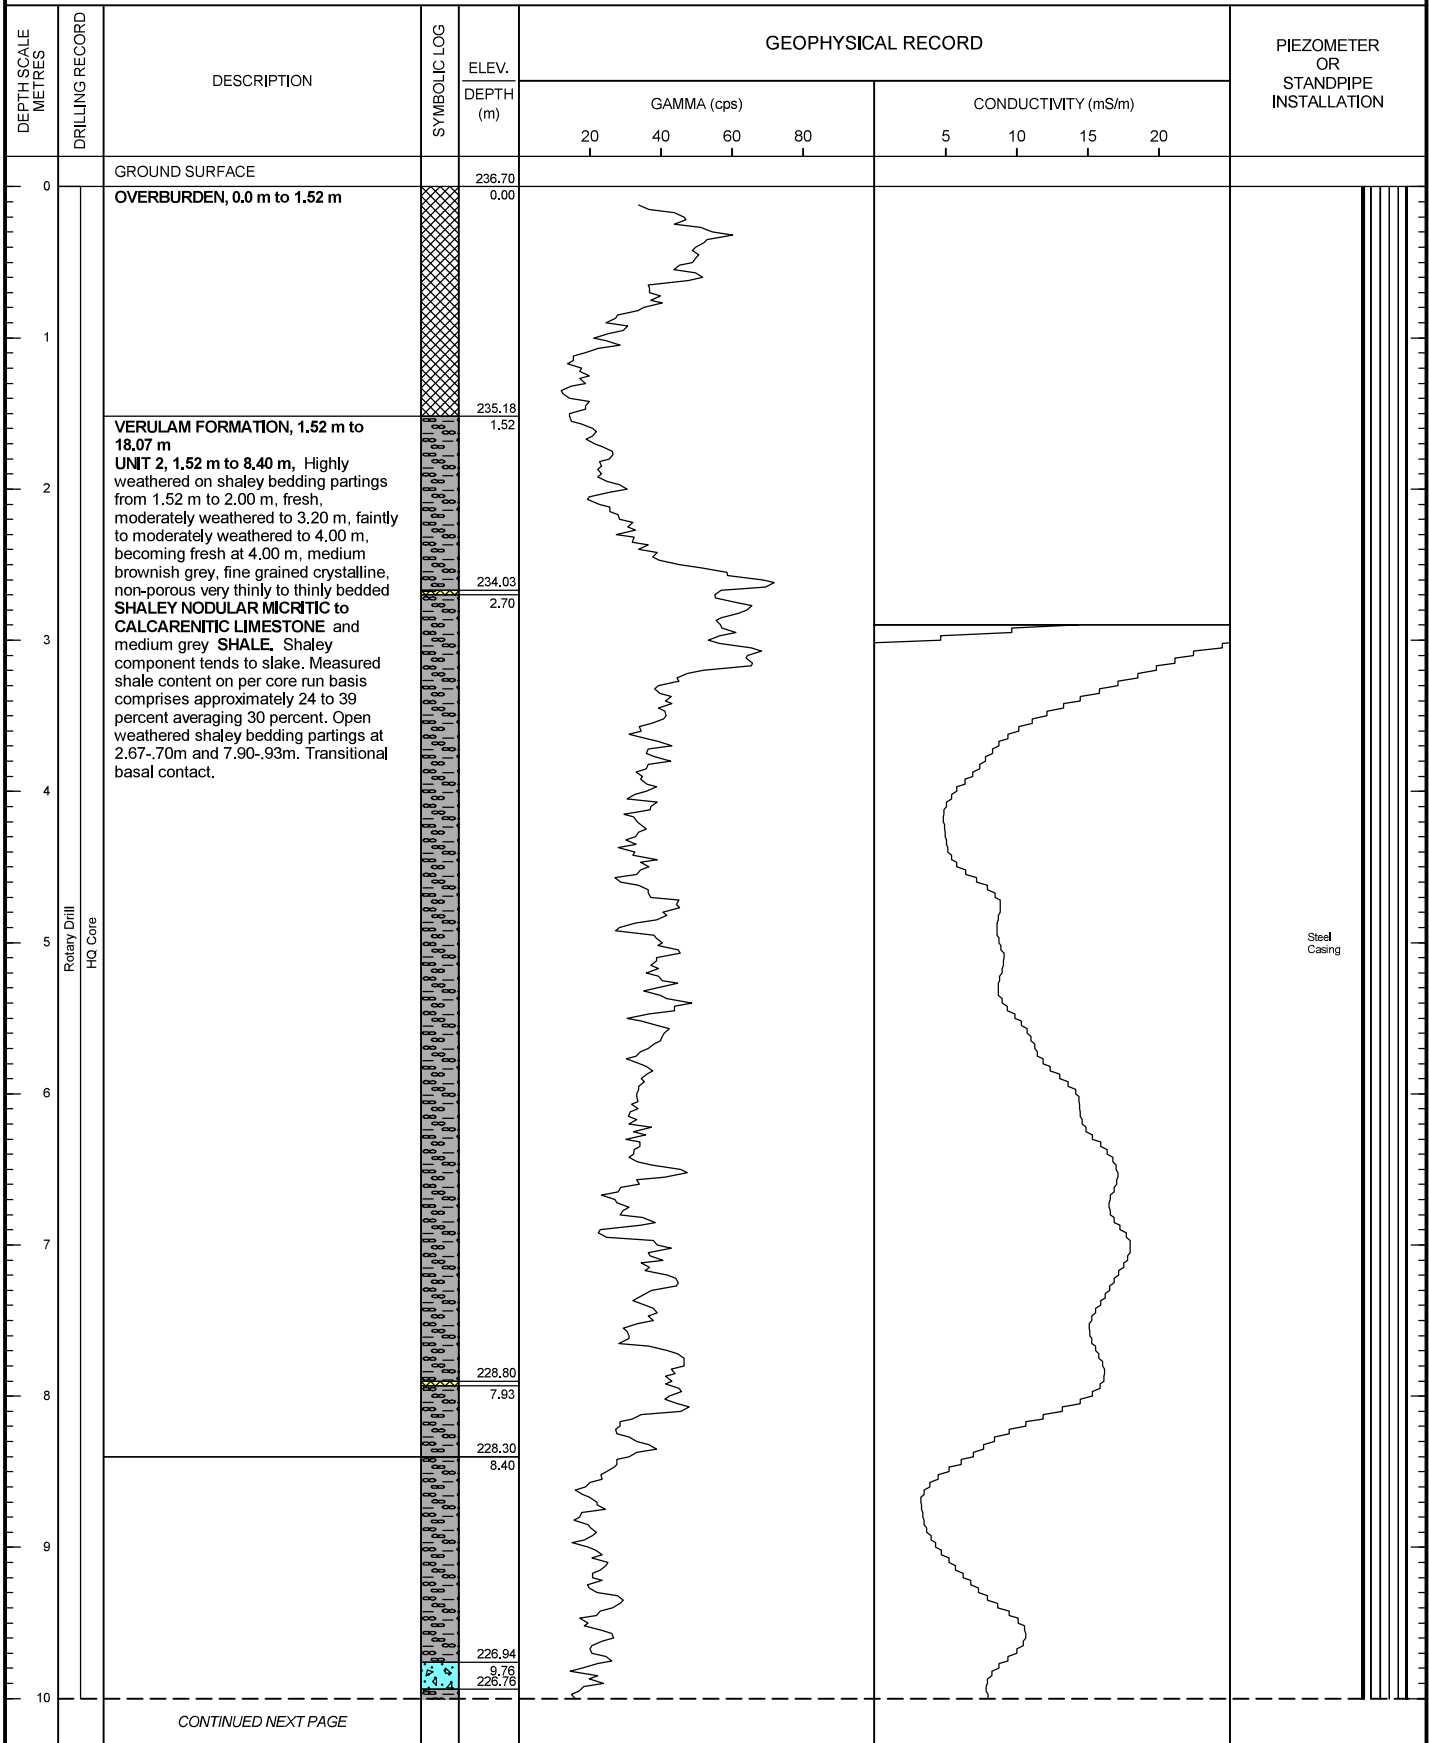 DEPTH SCALE
METRES
DRILLING RECORD
DESCRIPTION
SYMBOLIC LOG
ELEV.
DEPTH
(m)
GEOPHYSICAL RECORD
GAMMA (cps)
20 40 60 80
CONDUCTIVITY (mS/m)
5 10 15 20
PIEZOMETER
OR
STANDPIPE
INSTALLATION
GROUND SURFACE
236.70
0
OVERBURDEN, 0.0 m to 1.52 m
0.00
1
235.18
1.52
VERULAM FORMATION, 1.52 m to
18.07 m
UNIT 2, 1.52 m to 8.40 m, Highly
weathered on shaley bedding partings
from 1.52 m to 2.00 m, fresh,
moderately weathered to 3.20 m, faintly
to moderately weathered to 4.00 m,
becoming fresh at 4.00 m, medium
brownish grey, fine grained crystalline,
non-porous very thinly to thinly bedded
SHALEY NODULAR MICRITIC to
CALCARENITIC LIMESTONE and
medium grey SHALE. Shaley
component tends to slake. Measured
shale content on per core run basis
comprises approximately 24 to 39
percent averaging 30 percent. Open
weathered shaley bedding partings at
2.67-.70m and 7.90-.93m. Transitional
basal contact.
2
234.03
2.70
3
4
Rotary Drill
HQ Core
5
Steel
Casing
6
7
228.80
8
7.93
228.30
8.40
9
226.94
9.76
226.76
10
CONTINUED NEXT PAGE